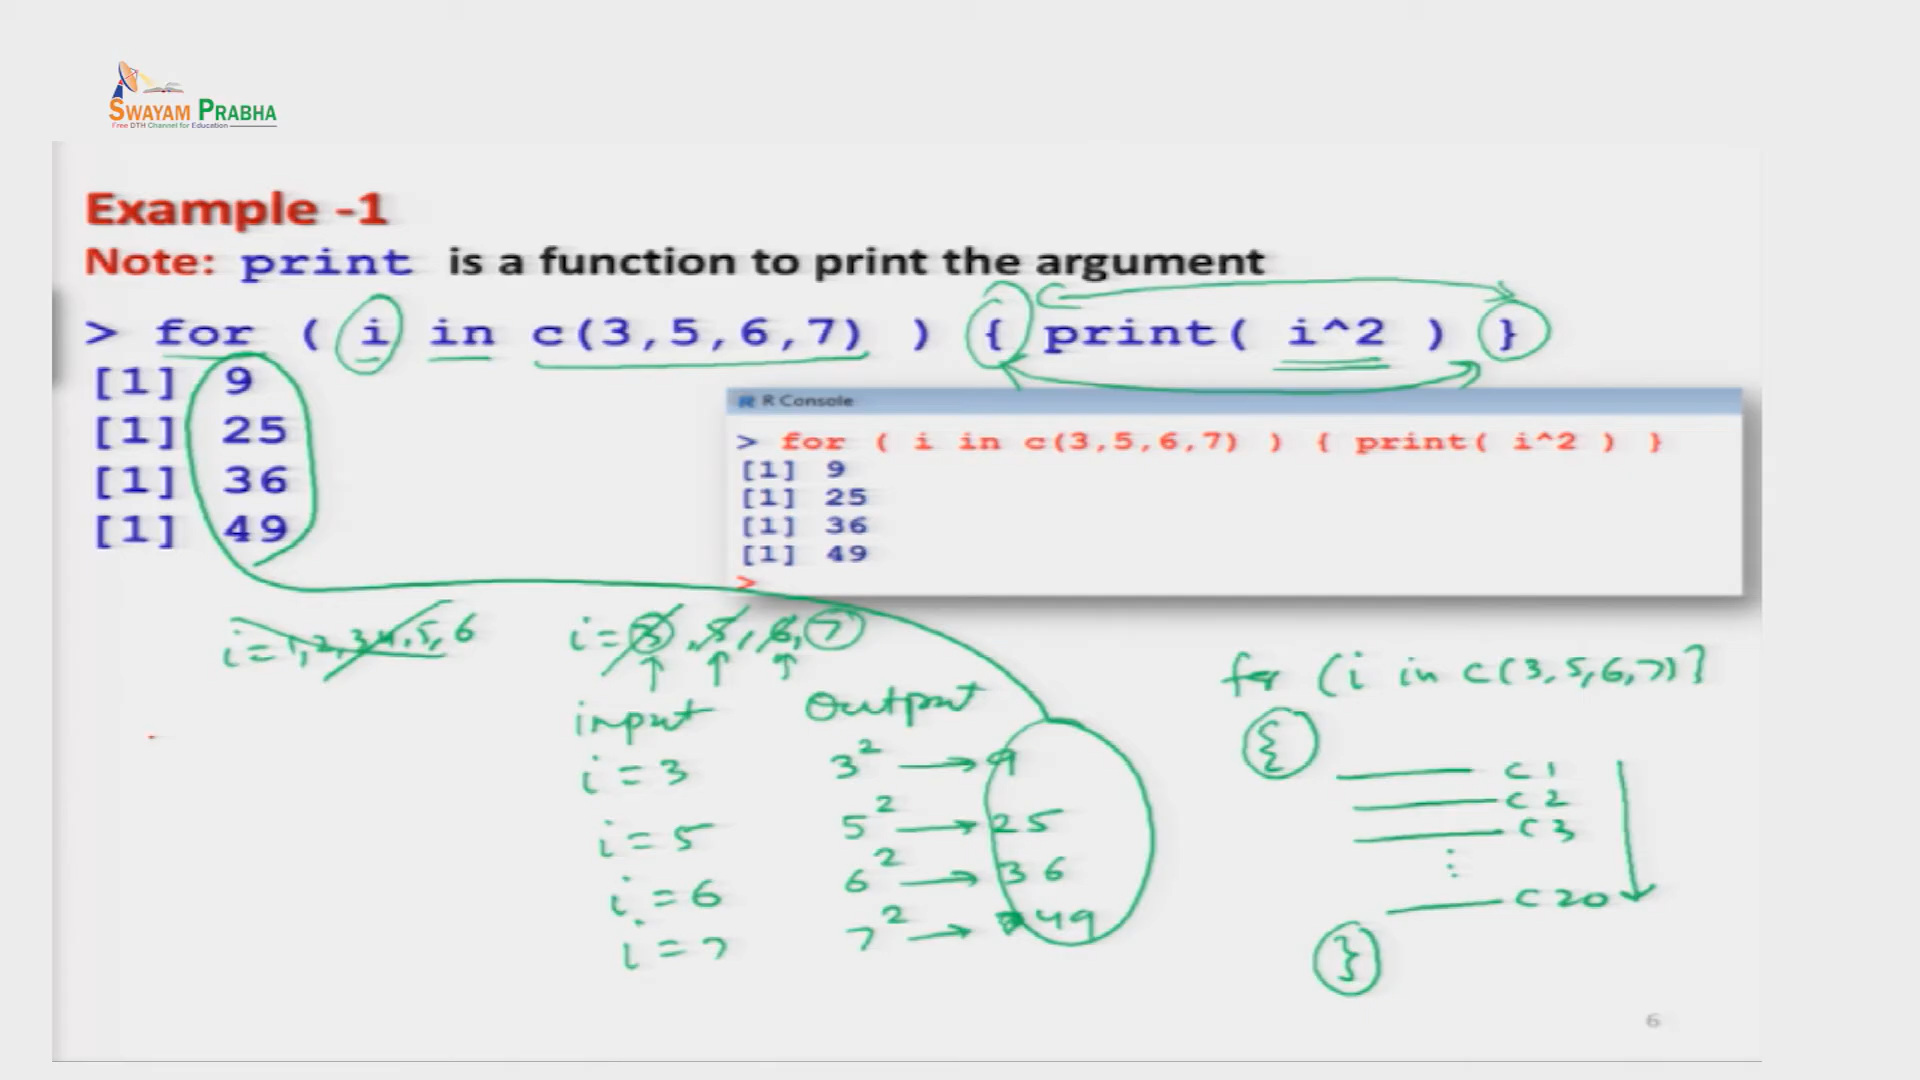 SWAYAM PRABHA
Free DTH Channel for Education
Example -1
Note: print is a function to print the argument
> for ( i in c(3,5,6,7) ) { print( i^2 ) }
[1] 9
[1] 25
[1] 36
[1] 49
R Console
> for ( i in c(3,5,6,7) ) { print( i^2 ) }
[1] 9
[1] 25
[1] 36
[1] 49
>
i=1,2,3,4,5,6
i=3,5,6,7
input Output
i=3 3² → 9
i=5 5² → 25
i=6 6² → 36
i=7 7² → 49
for (i in c(3,5,6,7)]
{
C1
C2
C3
⋮
C20
}
6